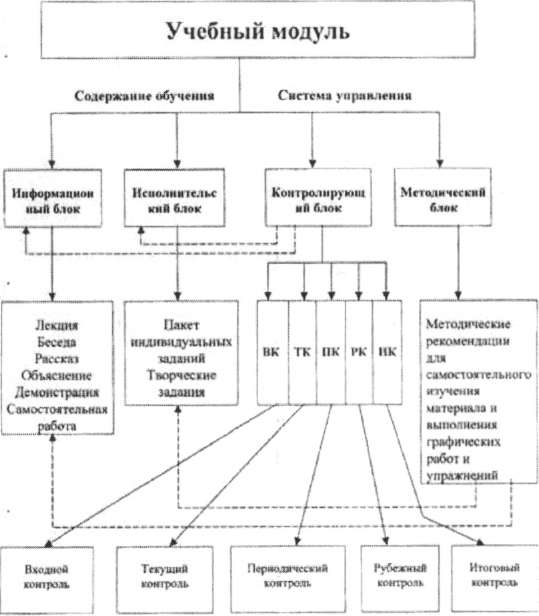 Учебный модуль
Содержание обучения
Система управления
Информацион
ный блок
Исполнительс
кий блок
Контролирующ
ий блок
Методический
блок
Лекция
Беседа
Рассказ
Объяснение
Демонстрация
Самостоятельная
работа
Пакет
индивидуальных
заданий
Творческие
задания
ВК
ТК
ПК
РК
ИК
Методические
рекомендации
для
самостоятельного
изучения
материала и
выполнения
графических
работ и
упражнений
Входной
контроль
Текущий
контроль
Периодический
контроль
Рубежный
контроль
Итоговый
контроль